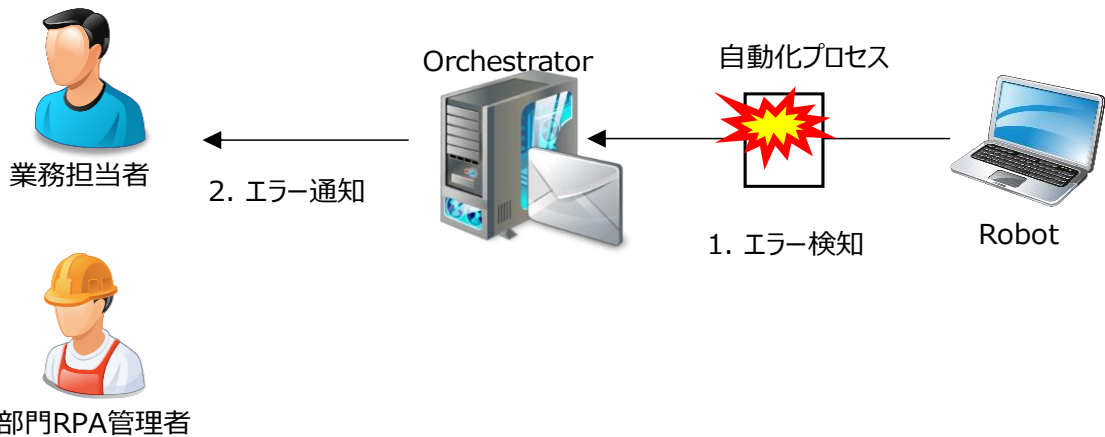 Orchestrator
自動化プロセス
業務担当者
2. エラー通知
1. エラー検知
Robot
部門RPA管理者